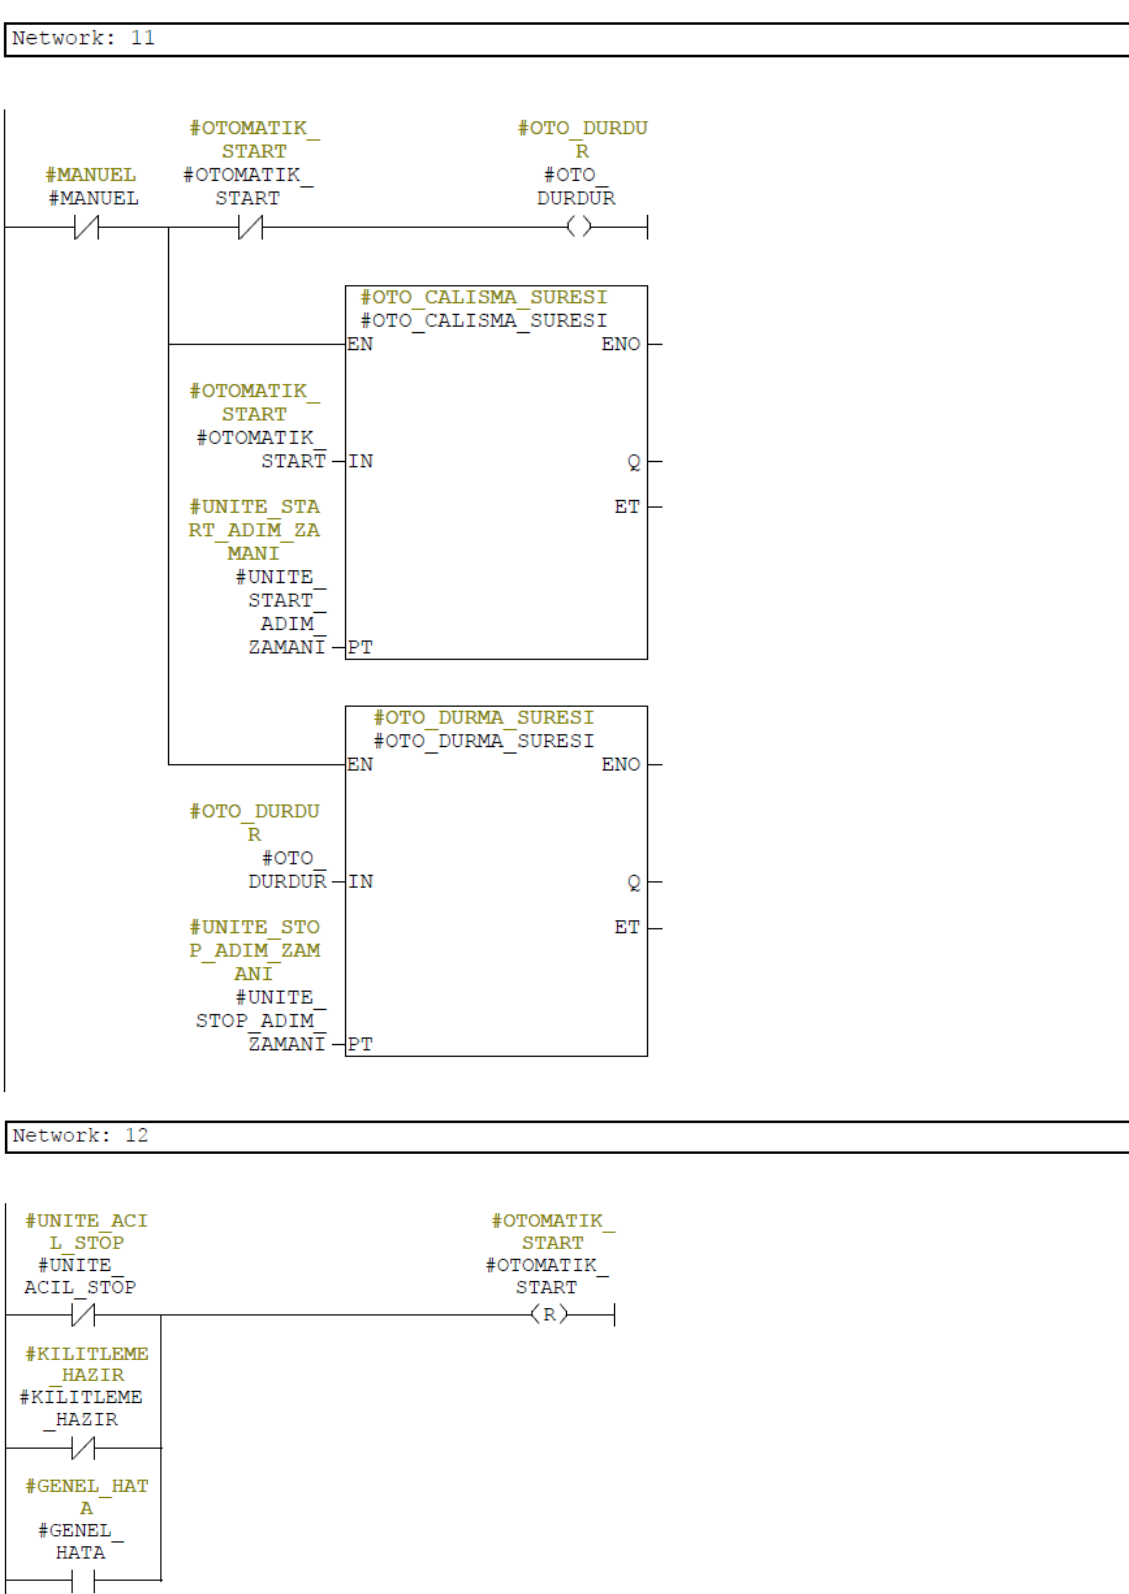 Network: 11
#OTOMATIK_
START
#OTO_DURDU
R
#MANUEL
#OTOMATIK_
#OTO_
#MANUEL
START
DURDUR
#OTO_CALISMA_SURESI
#OTO_CALISMA_SURESI
EN
ENO
#OTOMATIK_
START
#OTOMATIK_
START
IN
Q
#UNITE_STA
RT_ADIM_ZA
MANI
#UNITE_
START_
ADIM_
ZAMANI
PT
ET
#OTO_DURMA_SURESI
#OTO_DURMA_SURESI
EN
ENO
#OTO_DURDU
R
#OTO_
DURDUR
IN
Q
#UNITE_STO
P_ADIM_ZAM
ANI
#UNITE_
STOP_ADIM_
ZAMANI
PT
ET
Network: 12
#UNITE_ACI
L_STOP
#UNITE_
ACIL_STOP
#OTOMATIK_
START
#OTOMATIK_
START
(R)
#KILITLEME
_HAZIR
#KILITLEME
_HAZIR
#GENEL_HAT
A
#GENEL_
HATA